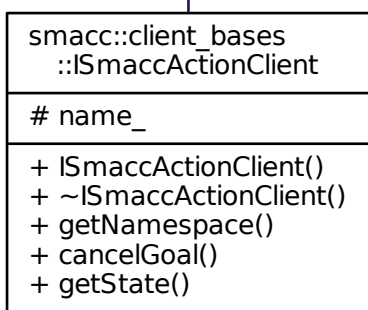 smacc::client_bases
::ISmaccActionClient
# name_
+ ISmaccActionClient()
+ ~ISmaccActionClient()
+ getNamespace()
+ cancelGoal()
+ getState()